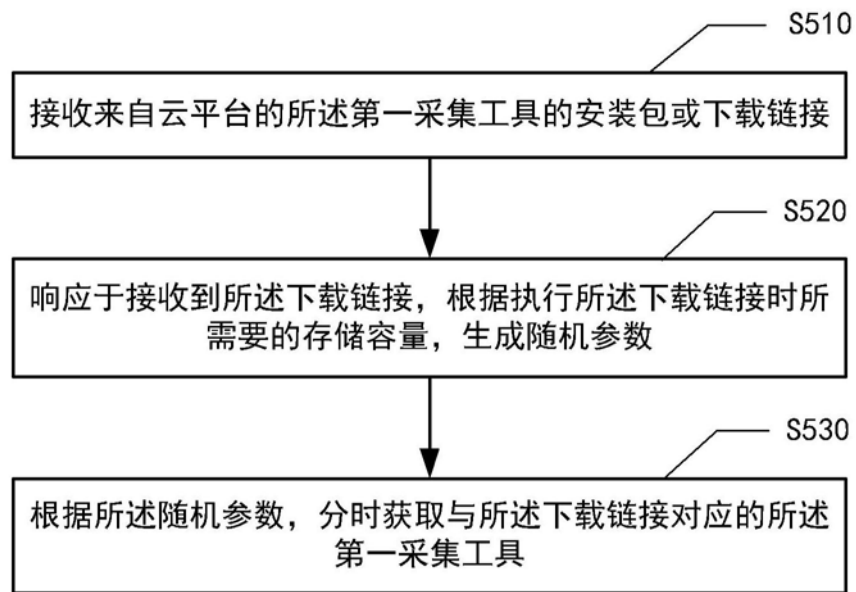 S510
接收来自云平台的所述第一采集工具的安装包或下载链接
S520
响应于接收到所述下载链接，根据执行所述下载链接时所
需要的存储容量，生成随机参数
S530
根据所述随机参数，分时获取与所述下载链接对应的所述
第一采集工具